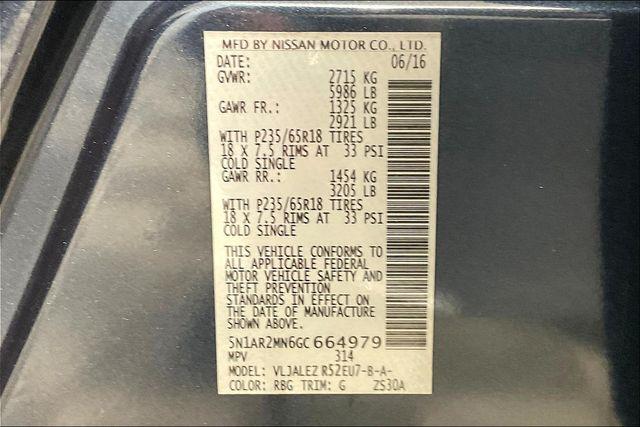 MFD BY NISSAN MOTOR CO., LTD.
DATE: 06/16
GVWR: 2715 KG
5986 LB
GAWR FR.: 1325 KG
2921 LB
WITH P235/65R18 TIRES
18 X 7.5 RIMS AT 33 PSI
COLD SINGLE
GAWR RR.: 1454 KG
3205 LB
WITH P235/65R18 TIRES
18 X 7.5 RIMS AT 33 PSI
COLD SINGLE
THIS VEHICLE CONFORMS TO
ALL APPLICABLE FEDERAL
MOTOR VEHICLE SAFETY AND
THEFT PREVENTION
STANDARDS IN EFFECT ON
THE DATE OF MANUFACTURE
SHOWN ABOVE.
5N1AR2MN6GC664979
MPV 314
MODEL: VLJALEZ R52EU7-B-A-
COLOR: RBG TRIM: G ZS30A